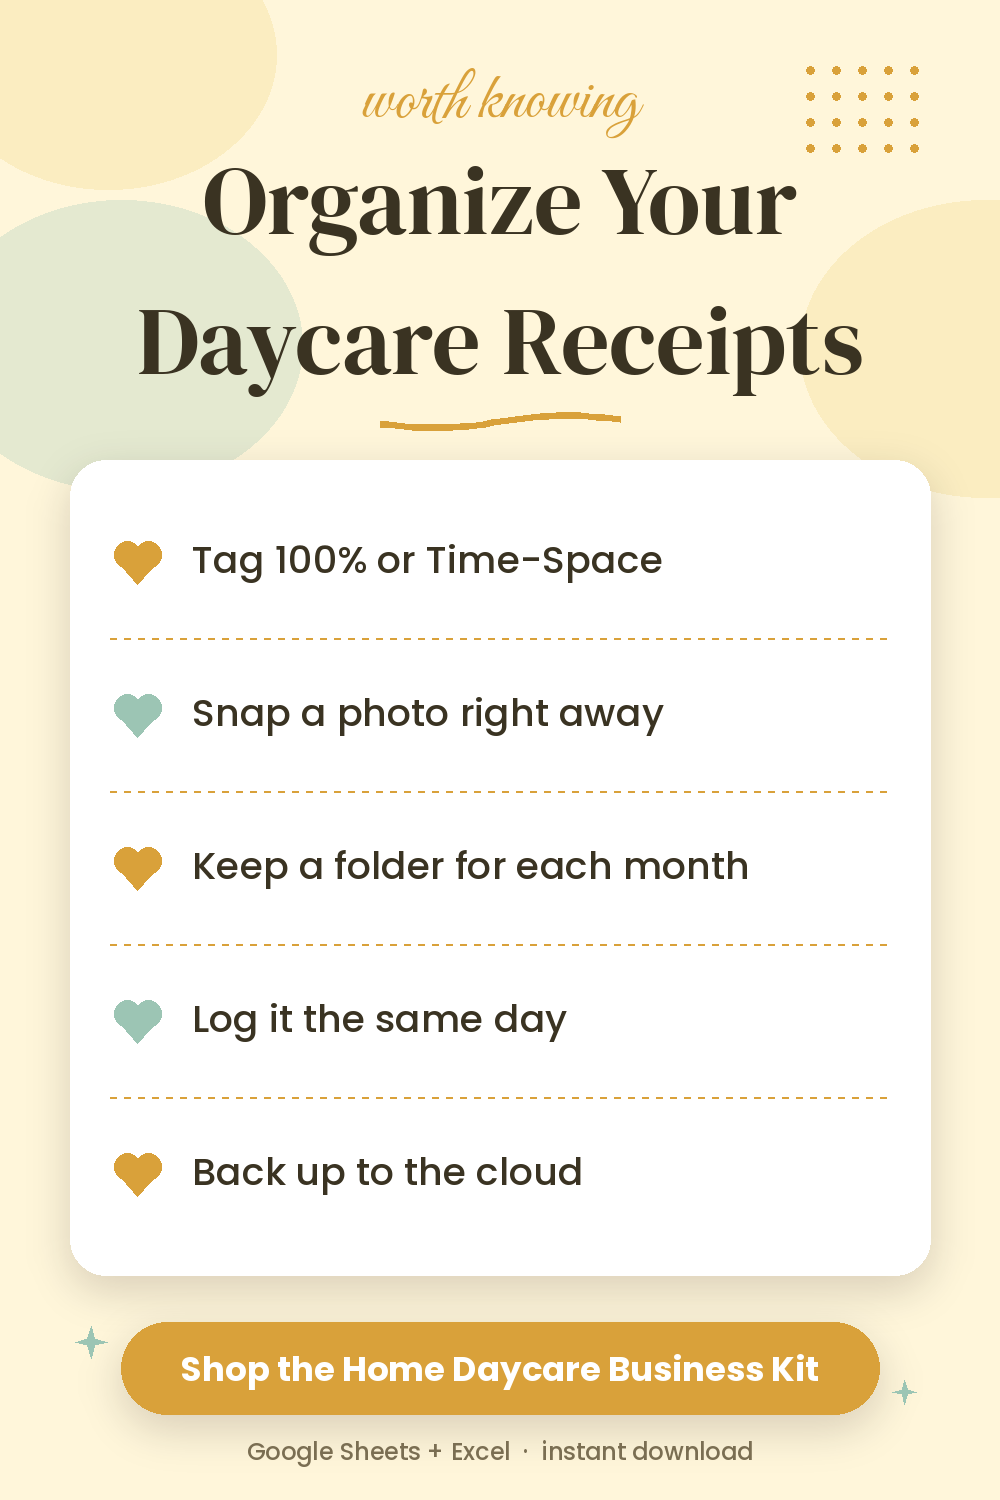 worth knowing
Organize Your
Daycare Receipts
Tag 100% or Time-Space
Snap a photo right away
Keep a folder for each month
Log it the same day
Back up to the cloud
Shop the Home Daycare Business Kit
Google Sheets + Excel · instant download